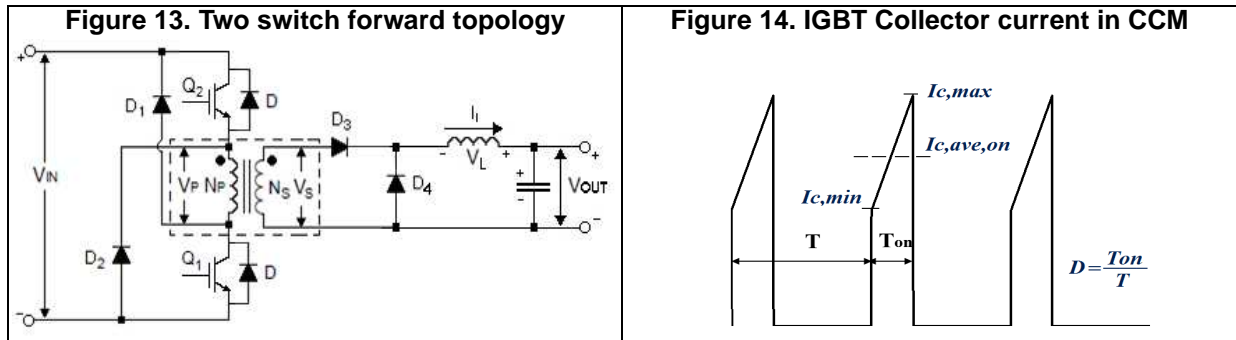 Figure 13. Two switch forward topology
Q2
D
D1
D3
I1
VL
VIN
VP NP
NS VS
D4
VOUT
D2
Q1
D
Figure 14. IGBT Collector current in CCM
Ic,max
Ic,ave,on
Ic,min
T
Ton
D=Ton/T